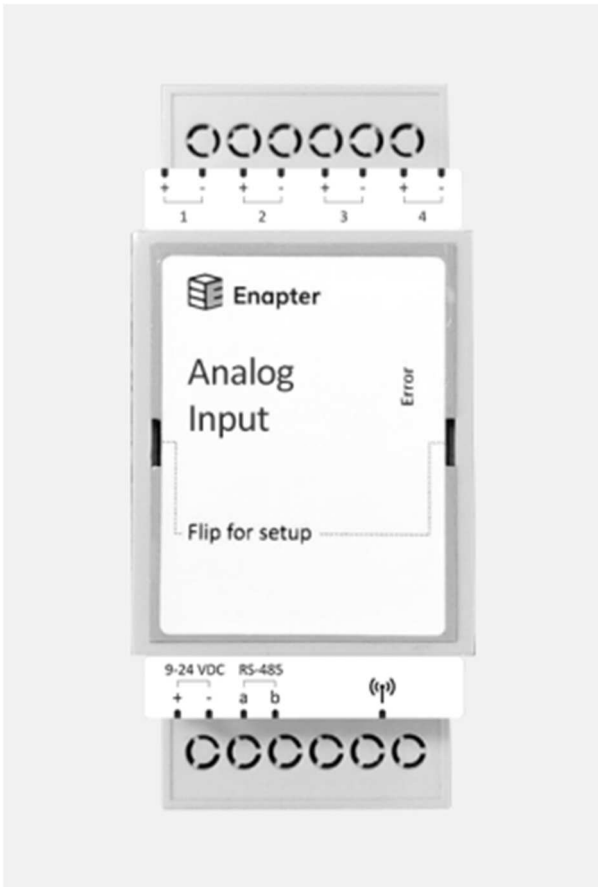 + - + - + - + -
1 2 3 4
Enapter
Analog
Input
Error
Flip for setup
9-24 VDC RS-485
+ - a b